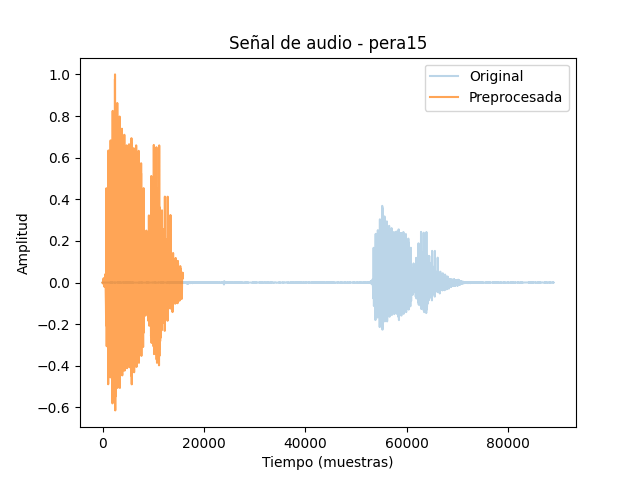 Señal de audio - pera15
Original
Preprocesada
Amplitud
1.0
0.8
0.6
0.4
0.2
0.0
−0.2
−0.4
−0.6
0
20000
40000
60000
80000
Tiempo (muestras)